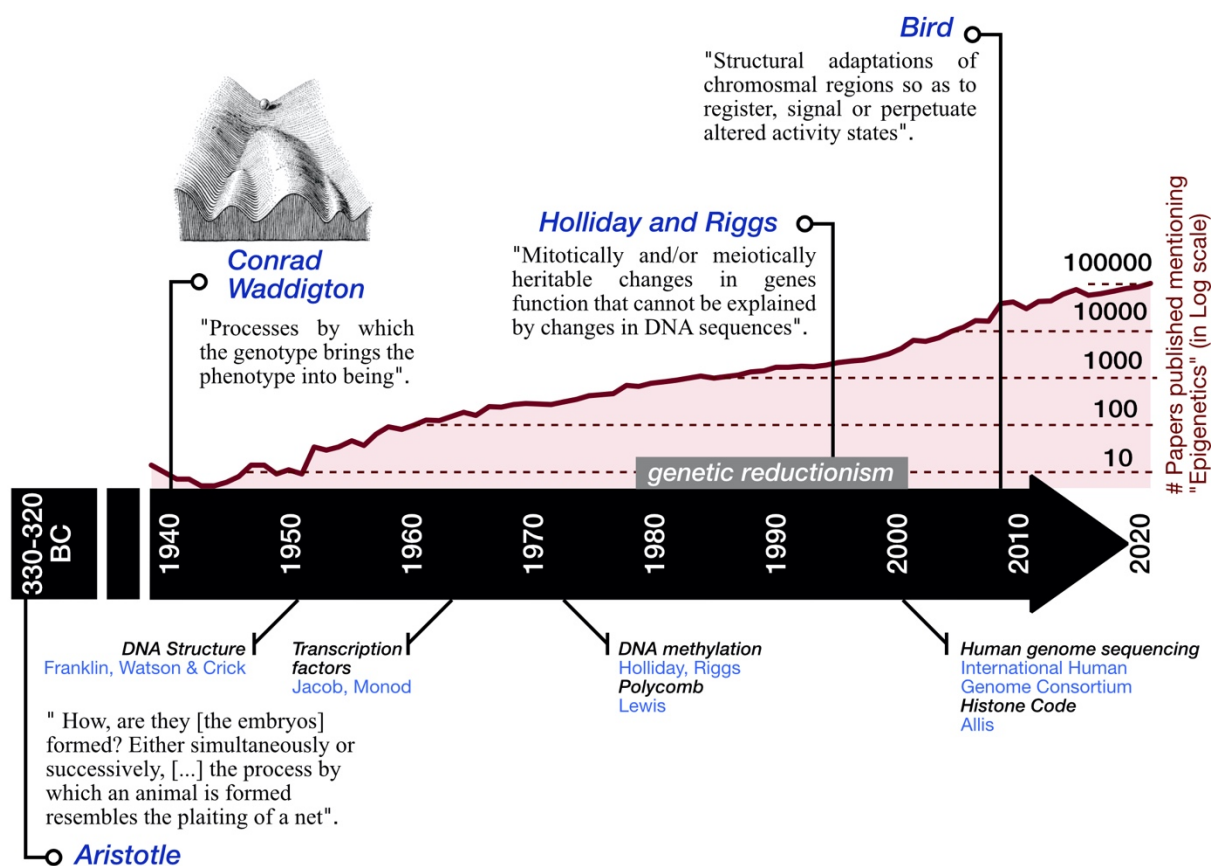 Bird
"Structural adaptations of
chromosmal regions so as to
register, signal or perpetuate
altered activity states".
Holliday and Riggs
"Mitotically and/or meiotically
heritable changes in genes
function that cannot be explained
by changes in DNA sequences".
Conrad
Waddigton
"Processes by which
the genotype brings the
phenotype into being".
100000
10000
1000
100
10
# Papers published mentioning
"Epigenetics" (in Log scale)
genetic reductionism
330-320
BC
1940
1950
1960
1970
1980
1990
2000
2010
2020
DNA Structure
Franklin, Watson & Crick
Transcription
factors
Jacob, Monod
DNA methylation
Holliday, Riggs
Polycomb
Lewis
Human genome sequencing
International Human
Genome Consortium
Histone Code
Allis
" How, are they [the embryos]
formed? Either simultaneously or
successively, [...] the process by
which an animal is formed
resembles the plaiting of a net".
Aristotle